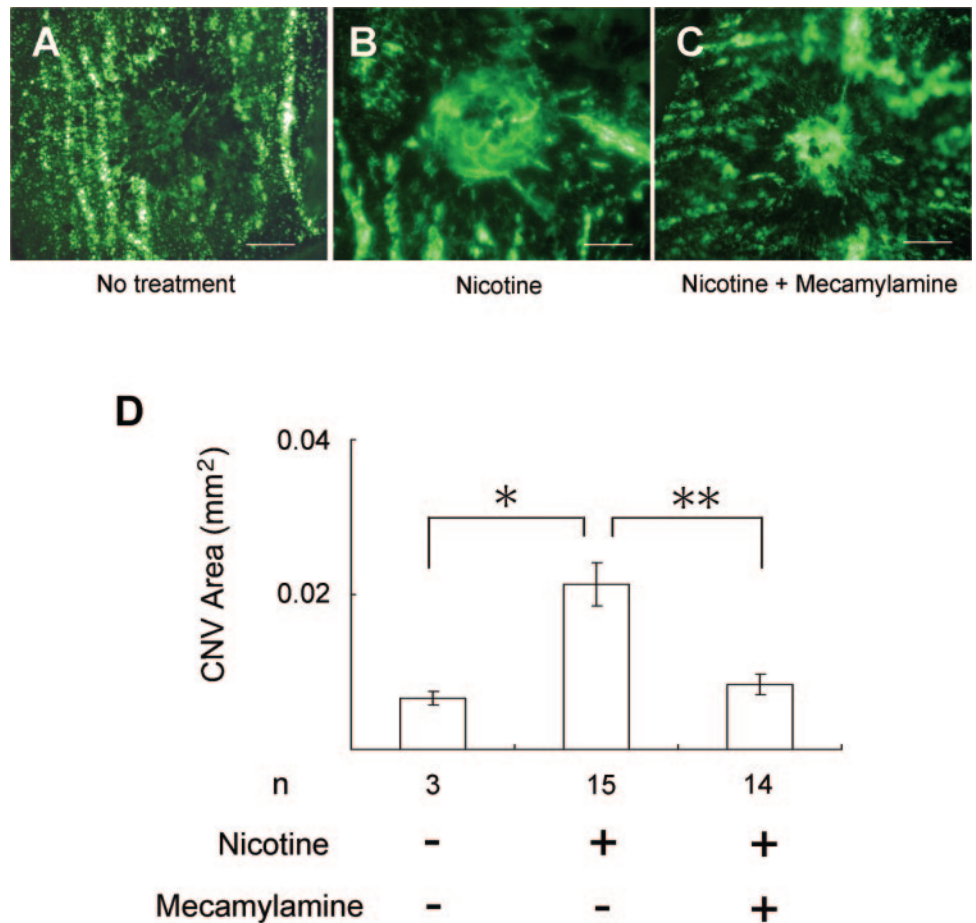 A B C
No treatment Nicotine Nicotine + Mecamylamine
D
CNV Area (mm²)
0.04
* **
0.02
n 3 15 14
Nicotine - + +
Mecamylamine - - +